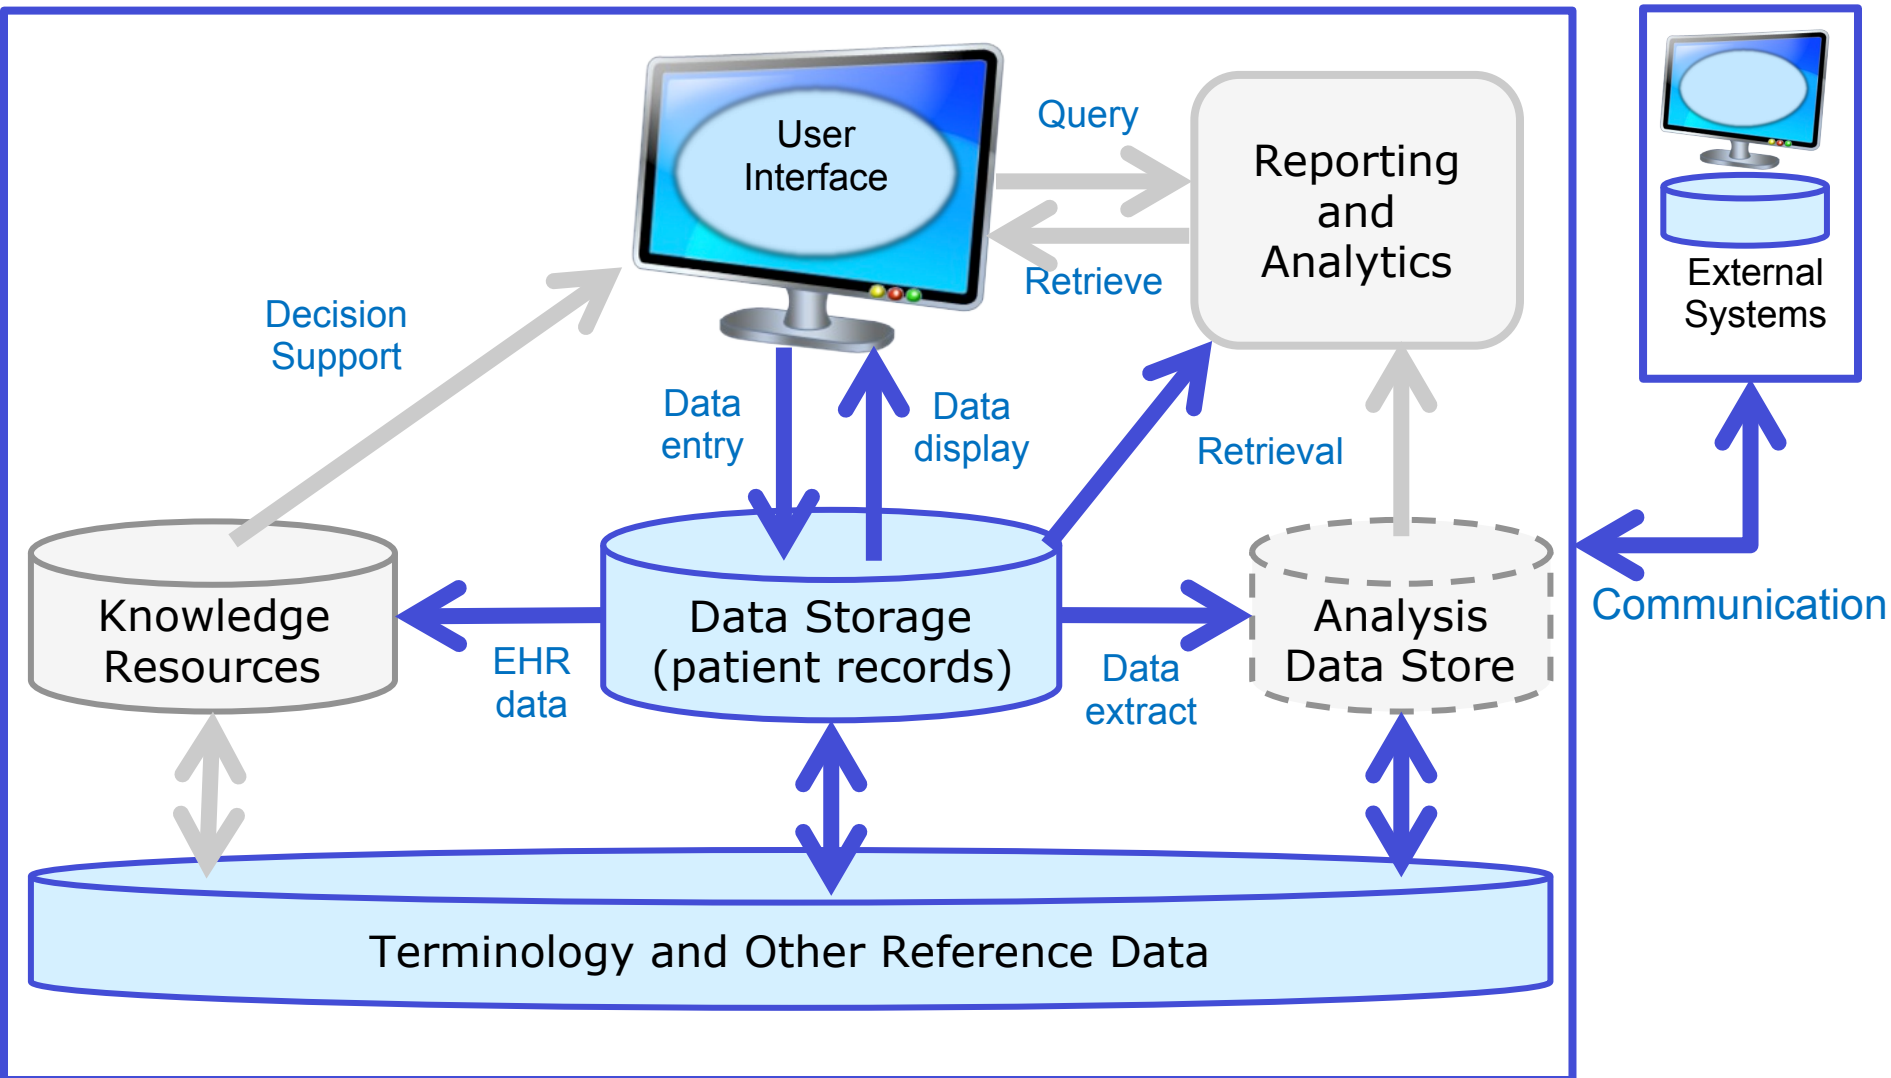 User
Interface
Query
Retrieve
Reporting
and
Analytics
External
Systems
Decision
Support
Data
entry
Data
display
Retrieval
Knowledge
Resources
EHR
data
Data Storage
(patient records)
Data
extract
Analysis
Data Store
Communication
Terminology and Other Reference Data